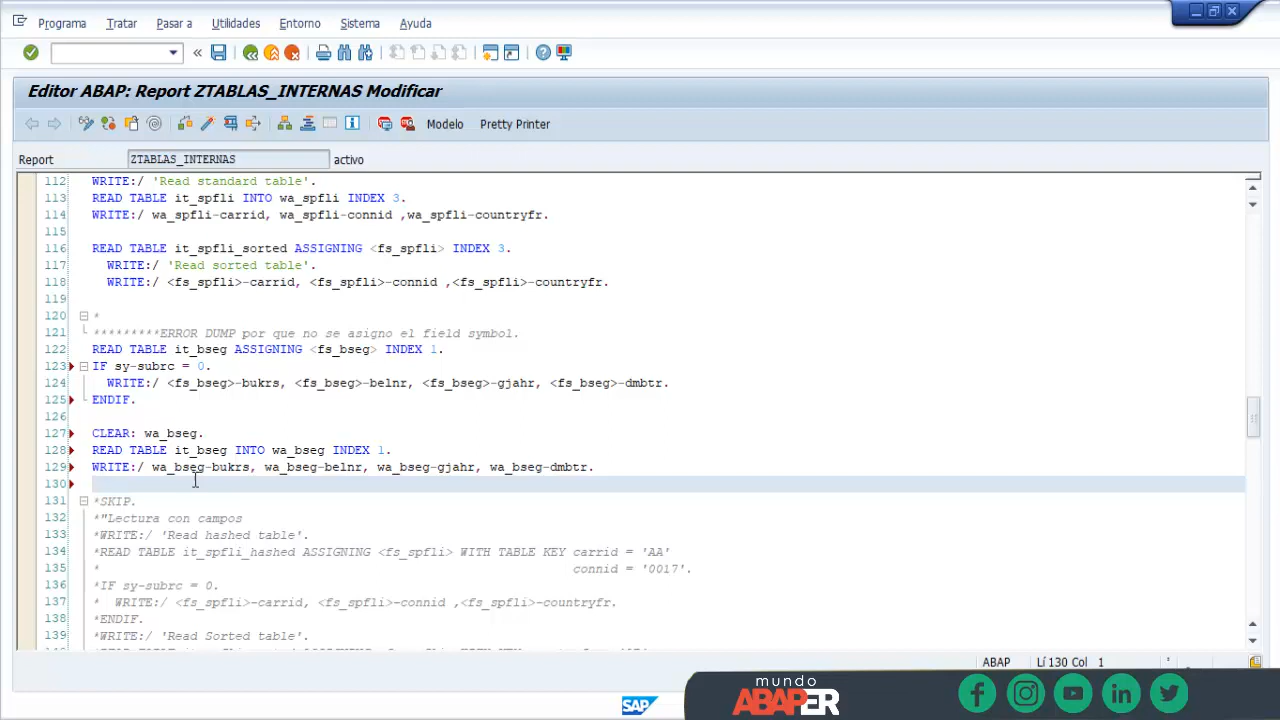 Programa Tratar Pasar a Utilidades Entorno Sistema Ayuda
«
Editor ABAP: Report ZTABLAS_INTERNAS Modificar
Modelo Pretty Printer
Report ZTABLAS_INTERNAS activo
112 WRITE:/ 'Read standard table'.
113 READ TABLE it_spfli INTO wa_spfli INDEX 3.
114 WRITE:/ wa_spfli-carrid, wa_spfli-connid ,wa_spfli-countryfr.
115
116 READ TABLE it_spfli_sorted ASSIGNING <fs_spfli> INDEX 3.
117 WRITE:/ 'Read sorted table'.
118 WRITE:/ <fs_spfli>-carrid, <fs_spfli>-connid ,<fs_spfli>-countryfr.
119
120 *
121 *********ERROR DUMP por que no se asigno el field symbol.
122 READ TABLE it_bseg ASSIGNING <fs_bseg> INDEX 1.
123 IF sy-subrc = 0.
124 WRITE:/ <fs_bseg>-bukrs, <fs_bseg>-belnr, <fs_bseg>-gjahr, <fs_bseg>-dmbtr.
125 ENDIF.
126
127 CLEAR: wa_bseg.
128 READ TABLE it_bseg INTO wa_bseg INDEX 1.
129 WRITE:/ wa_bseg-bukrs, wa_bseg-belnr, wa_bseg-gjahr, wa_bseg-dmbtr.
130
131 *SKIP.
132 *"Lectura con campos
133 *WRITE:/ 'Read hashed table'.
134 *READ TABLE it_spfli_hashed ASSIGNING <fs_spfli> WITH TABLE KEY carrid = 'AA'
135 * connid = '0017'.
136 *IF sy-subrc = 0.
137 * WRITE:/ <fs_spfli>-carrid, <fs_spfli>-connid ,<fs_spfli>-countryfr.
138 *ENDIF.
139 *WRITE:/ 'Read Sorted table'.
ABAP Lí 130 Col 1
SAP
mundo
ABAPER